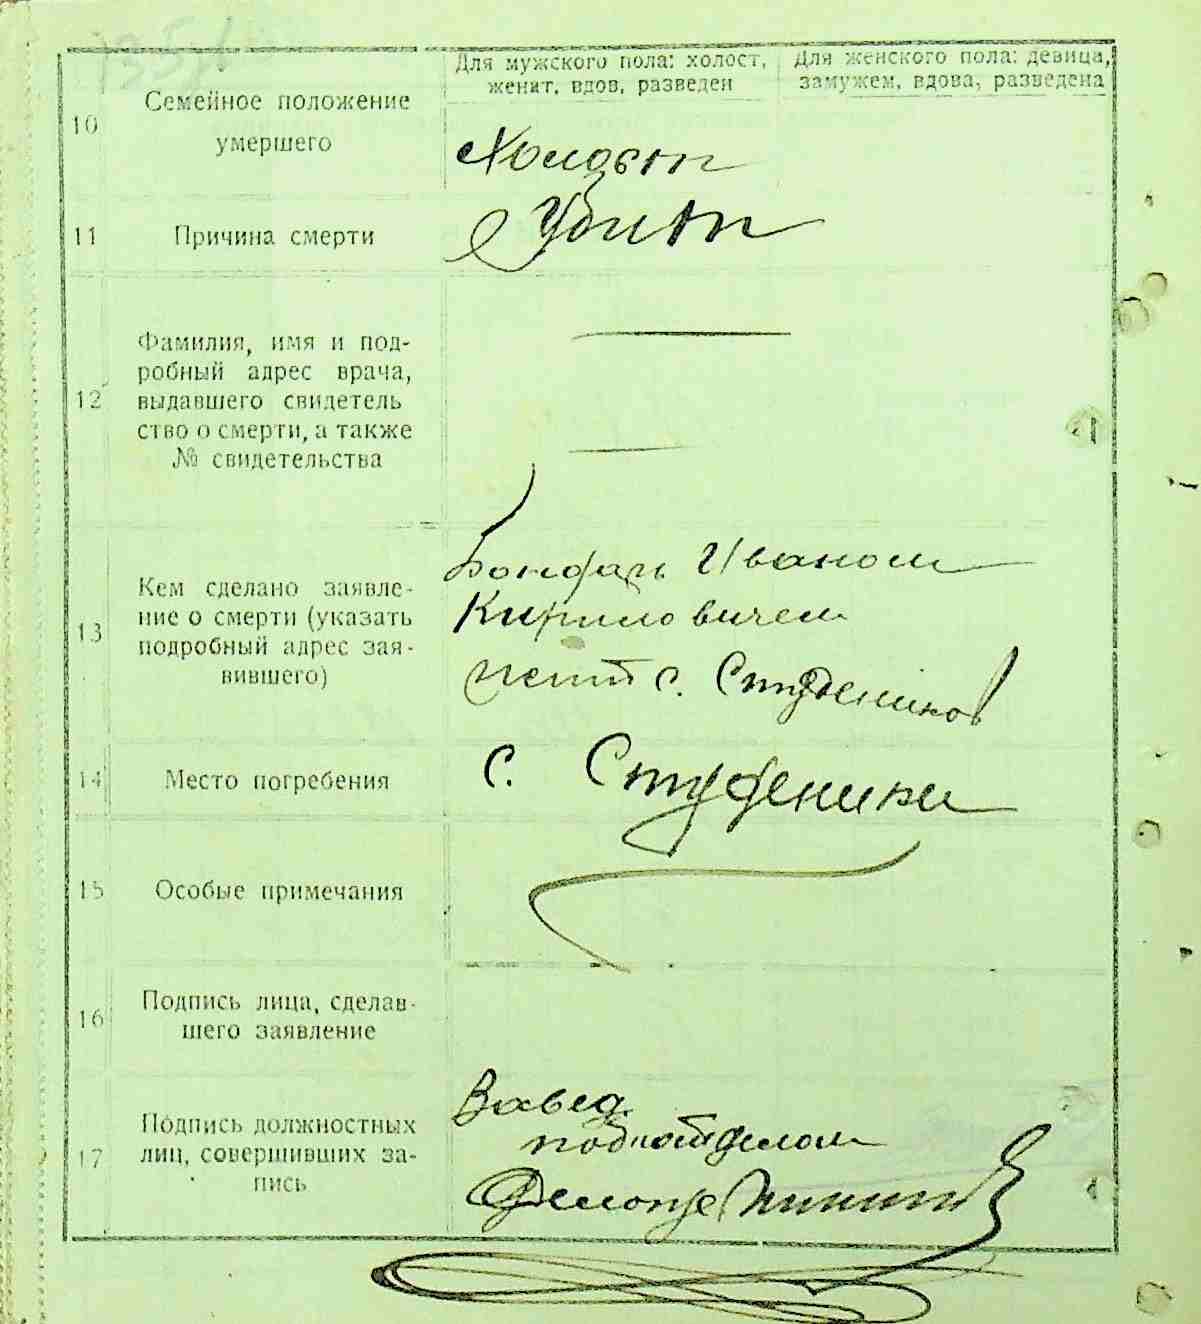 Для мужского пола: холост,
женат, вдов, разведен
Для женского пола: девица,
замужем, вдова, разведена
10
Семейное положение
умершего
Холост
11
Причина смерти
Убит
12
Фамилия, имя и под-
робный адрес врача,
выдавшего свидетель
ство о смерти, а также
№ свидетельства
13
Кем сделано заявле-
ние о смерти (указать
подробный адрес зая-
вившего)
Иваном
Кириловичем
с. Студеников
14
Место погребения
с. Студеники
15
Особые примечания
16
Подпись лица, сделав-
шего заявление
17
Подпись должностных
лиц, совершивших за-
пись
Завед.
подотделом